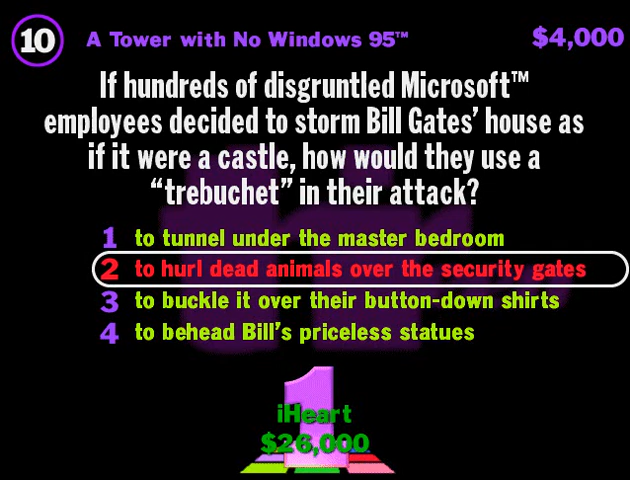 10 A Tower with No Windows 95™ $4,000
If hundreds of disgruntled Microsoft™
employees decided to storm Bill Gates' house as
if it were a castle, how would they use a
“trebuchet” in their attack?
1 to tunnel under the master bedroom
2 to hurl dead animals over the security gates
3 to buckle it over their button-down shirts
4 to behead Bill's priceless statues
1
iHeart
$26,000